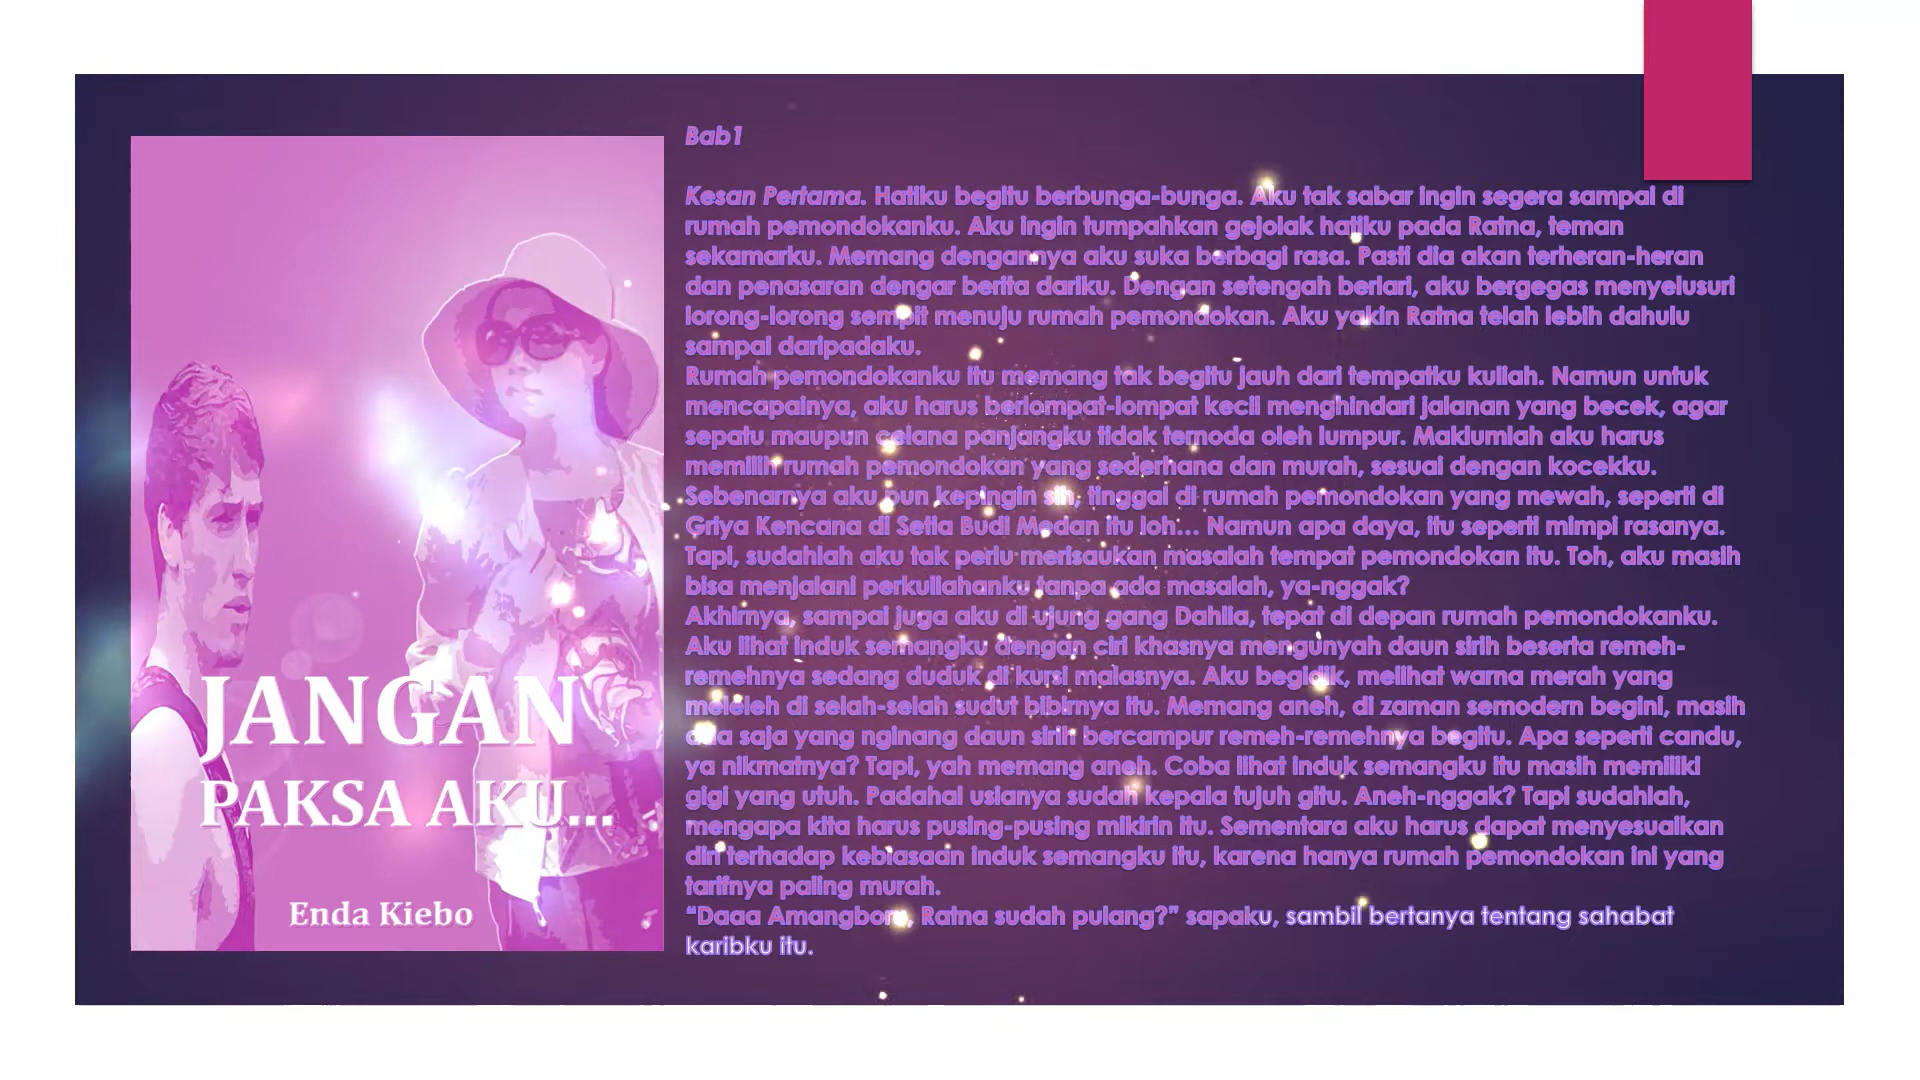 JANGAN
PAKSA AKU...
Enda Kiebo
Bab1
Kesan Pertama. Hatiku begitu berbunga-bunga. Aku tak sabar ingin segera sampai di
rumah pemondokanku. Aku ingin tumpahkan gejolak hatiku pada Ratna, teman
sekamarku. Memang dengannya aku suka berbagi rasa. Pasti dia akan terheran-heran
dan penasaran dengar berita dariku. Dengan setengah berlari, aku bergegas menyelusuri
lorong-lorong sempit menuju rumah pemondokan. Aku yakin Ratna telah lebih dahulu
sampai daripadaku.
Rumah pemondokanku itu memang tak begitu jauh dari tempatku kuliah. Namun untuk
mencapainya, aku harus berlompat-lompat kecil menghindari jalanan yang becek, agar
sepatu maupun celana panjangku tidak ternoda oleh lumpur. Maklumlah aku harus
memilih rumah pemondokan yang sederhana dan murah, sesuai dengan kocekku.
Sebenarnya aku pun kepingin sih, tinggal di rumah pemondokan yang mewah, seperti di
Griya Kencana di Setia Budi Medan itu loh... Namun apa daya, itu seperti mimpi rasanya.
Tapi, sudahlah aku tak perlu merisaukan masalah tempat pemondokan itu. Toh, aku masih
bisa menjalani perkuliahanku tanpa ada masalah, ya-nggak?
Akhirnya, sampai juga aku di ujung gang Dahlia, tepat di depan rumah pemondokanku.
Aku lihat induk semangku dengan ciri khasnya mengunyah daun sirih beserta remeh-
remehnya sedang duduk di kursi malasnya. Aku begidik, melihat warna merah yang
meleleh di selah-selah sudut bibirnya itu. Memang aneh, di zaman semodern begini, masih
ada saja yang nginang daun sirih bercampur remeh-remehnya begitu. Apa seperti candu,
ya nikmatnya? Tapi, yah memang aneh. Coba lihat induk semangku itu masih memiliki
gigi yang utuh. Padahal usianya sudah kepala tujuh gitu. Aneh-nggak? Tapi sudahlah,
mengapa kita harus pusing-pusing mikirin itu. Sementara aku harus dapat menyesuaikan
diri terhadap kebiasaan induk semangku itu, karena hanya rumah pemondokan ini yang
tarifnya paling murah.
“Daaa Amangboru, Ratna sudah pulang?” sapaku, sambil bertanya tentang sahabat
karibku itu.